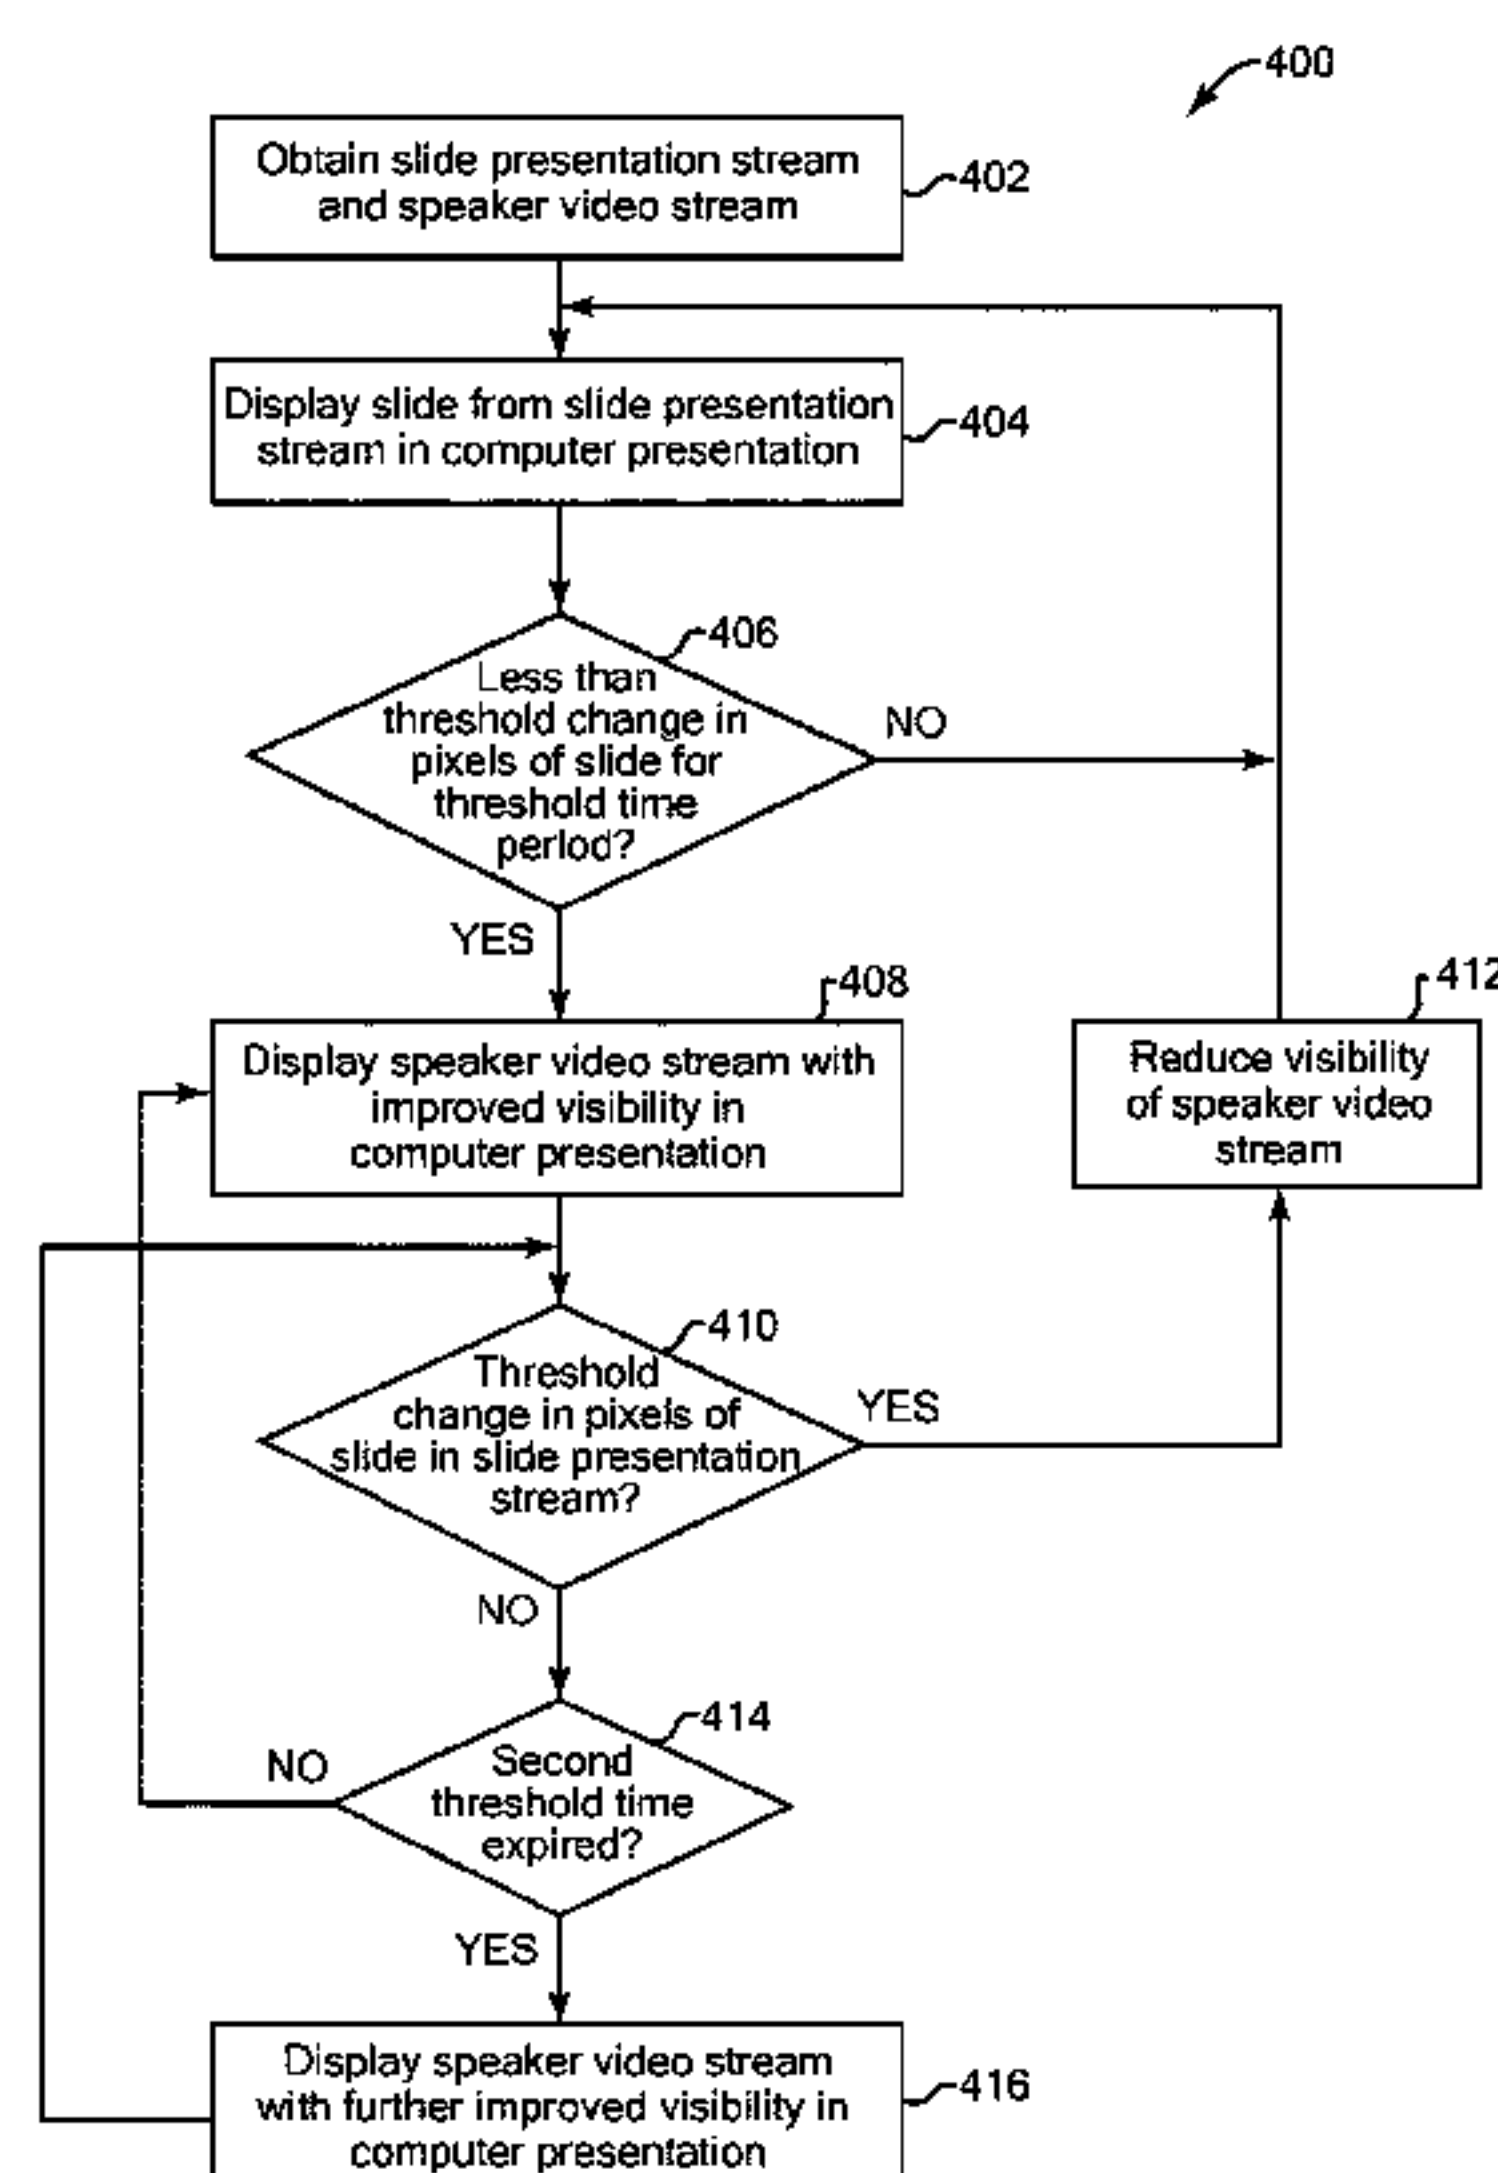 400
Obtain slide presentation stream
and speaker video stream
402
Display slide from slide presentation
stream in computer presentation
404
406
Less than
threshold change in
pixels of slide for
threshold time
period?
NO
YES
408
412
Display speaker video stream with
improved visibility in
computer presentation
Reduce visibility
of speaker video
stream
410
Threshold
change in pixels of
slide in slide presentation
stream?
YES
NO
414
Second
threshold time
expired?
NO
YES
Display speaker video stream
with further improved visibility in
computer presentation
416